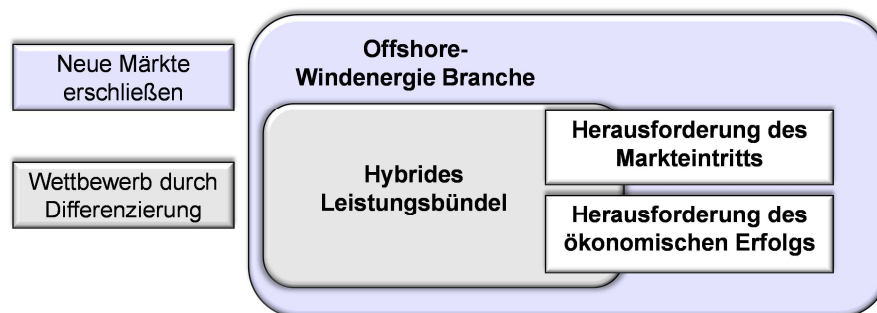 Neue Märkte
erschließen
Wettbewerb durch
Differenzierung
Offshore-
Windenergie Branche
Hybrides
Leistungsbündel
Herausforderung des
Markteintritts
Herausforderung des
ökonomischen Erfolgs